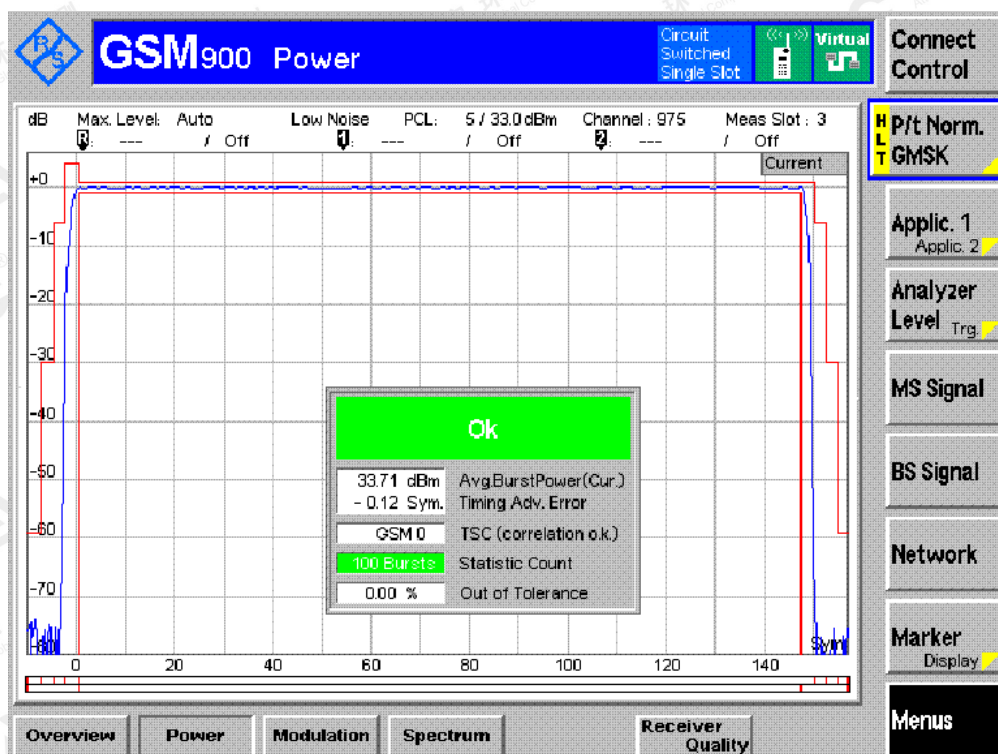 R&S
GSM900 Power
Circuit Switched Single Slot
Virtual
Connect Control
dB Max. Level: Auto Low Noise PCL: 5 / 33.0 dBm Channel : 975 Meas Slot : 3
R: --- / Off 1: --- / Off 2: --- / Off
HLT
P/t Norm. GMSK
Current
+0
-10
-20
-30
-40
-50
-60
-70
Applic. 1
Applic. 2
Analyzer Level Trg.
MS Signal
BS Signal
Network
Marker
Display
Menus
Ok
33.71 dBm Avg.BurstPower(Cur.)
- 0.12 Sym. Timing Adv. Error
GSM 0 TSC (correlation o.k.)
100 Bursts Statistic Count
0.00 % Out of Tolerance
-80
Sym
0 20 40 60 80 100 120 140
Overview Power Modulation Spectrum Receiver Quality